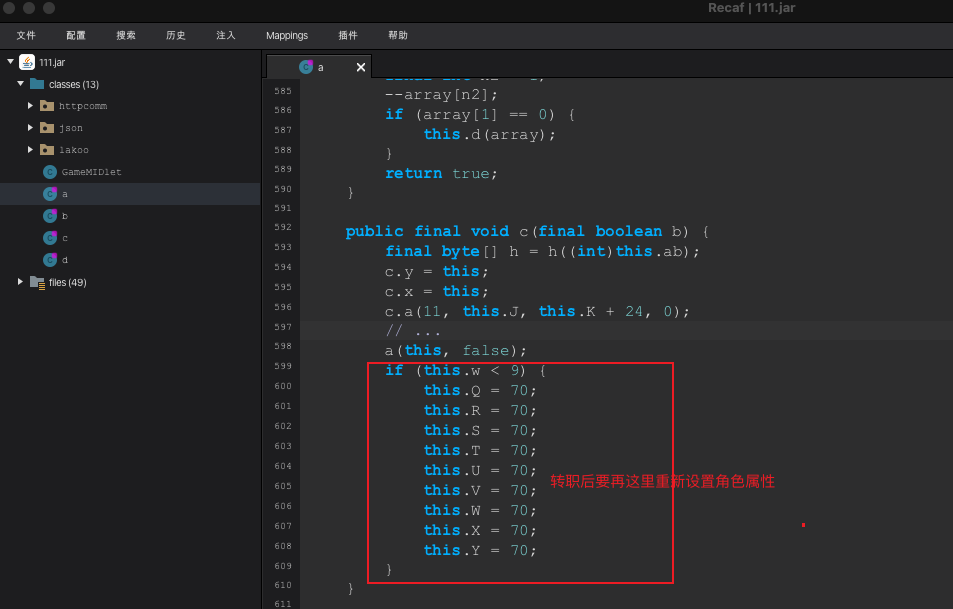 Recaf | 111.jar
文件 配置 搜索 历史 注入 Mappings 插件 帮助
111.jar
classes (13)
httpcomm
json
lakoo
GameMIDlet
a
b
c
d
files (49)
a
585 --array[n2];
586 if (array[1] == 0) {
587 this.d(array);
588 }
589 return true;
590 }
591
592 public final void c(final boolean b) {
593 final byte[] h = h((int)this.ab);
594 c.y = this;
595 c.x = this;
596 c.a(11, this.J, this.K + 24, 0);
597 // ...
598 a(this, false);
599 if (this.w < 9) {
600 this.Q = 70;
601 this.R = 70;
602 this.S = 70;
603 this.T = 70;
604 this.U = 70;
605 this.V = 70;
606 this.W = 70;
607 this.X = 70;
608 this.Y = 70;
609 }
610 }
611
转职后要再这里重新设置角色属性